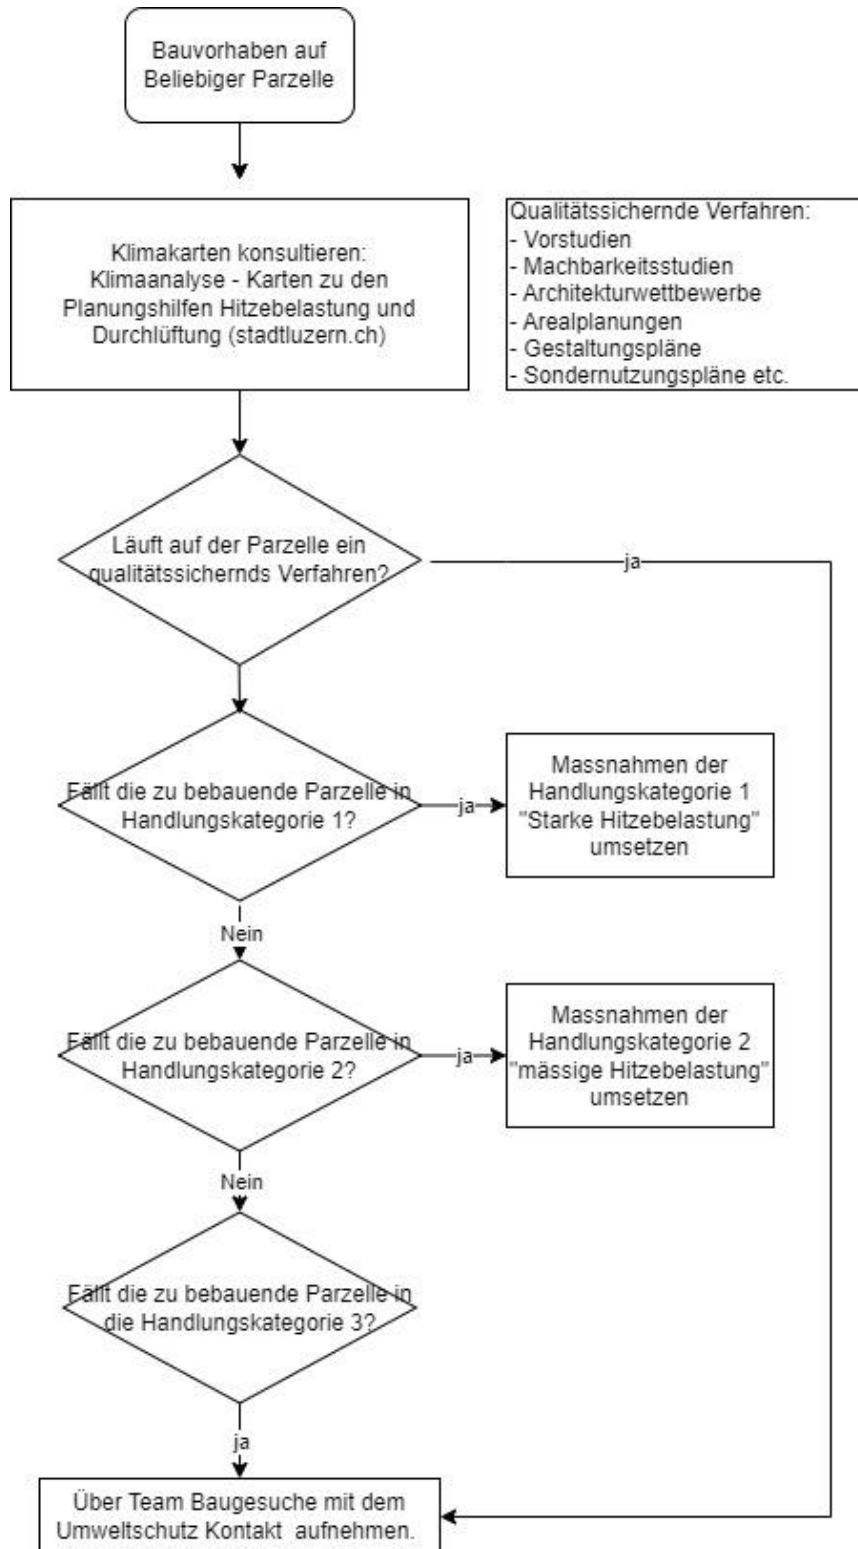 Bauvorhaben auf
Beliebiger Parzelle
Klimakarten konsultieren:
Klimaanalyse - Karten zu den
Planungshilfen Hitzebelastung und
Durchlüftung (stadtluzern.ch)
Qualitätssichernde Verfahren:
- Vorstudien
- Machbarkeitsstudien
- Architekturwettbewerbe
- Arealplanungen
- Gestaltungspläne
- Sondernutzungspläne etc.
Läuft auf der Parzelle ein
qualitätssichernds Verfahren?
ja
Fällt die zu bebauende Parzelle in
Handlungskategorie 1?
ja
Massnahmen der
Handlungskategorie 1
"Starke Hitzebelastung"
umsetzen
Nein
Fällt die zu bebauende Parzelle in
Handlungskategorie 2?
ja
Massnahmen der
Handlungskategorie 2
"mässige Hitzebelastung"
umsetzen
Nein
Fällt die zu bebauende Parzelle in
die Handlungskategorie 3?
ja
Über Team Baugesuche mit dem
Umweltschutz Kontakt aufnehmen.